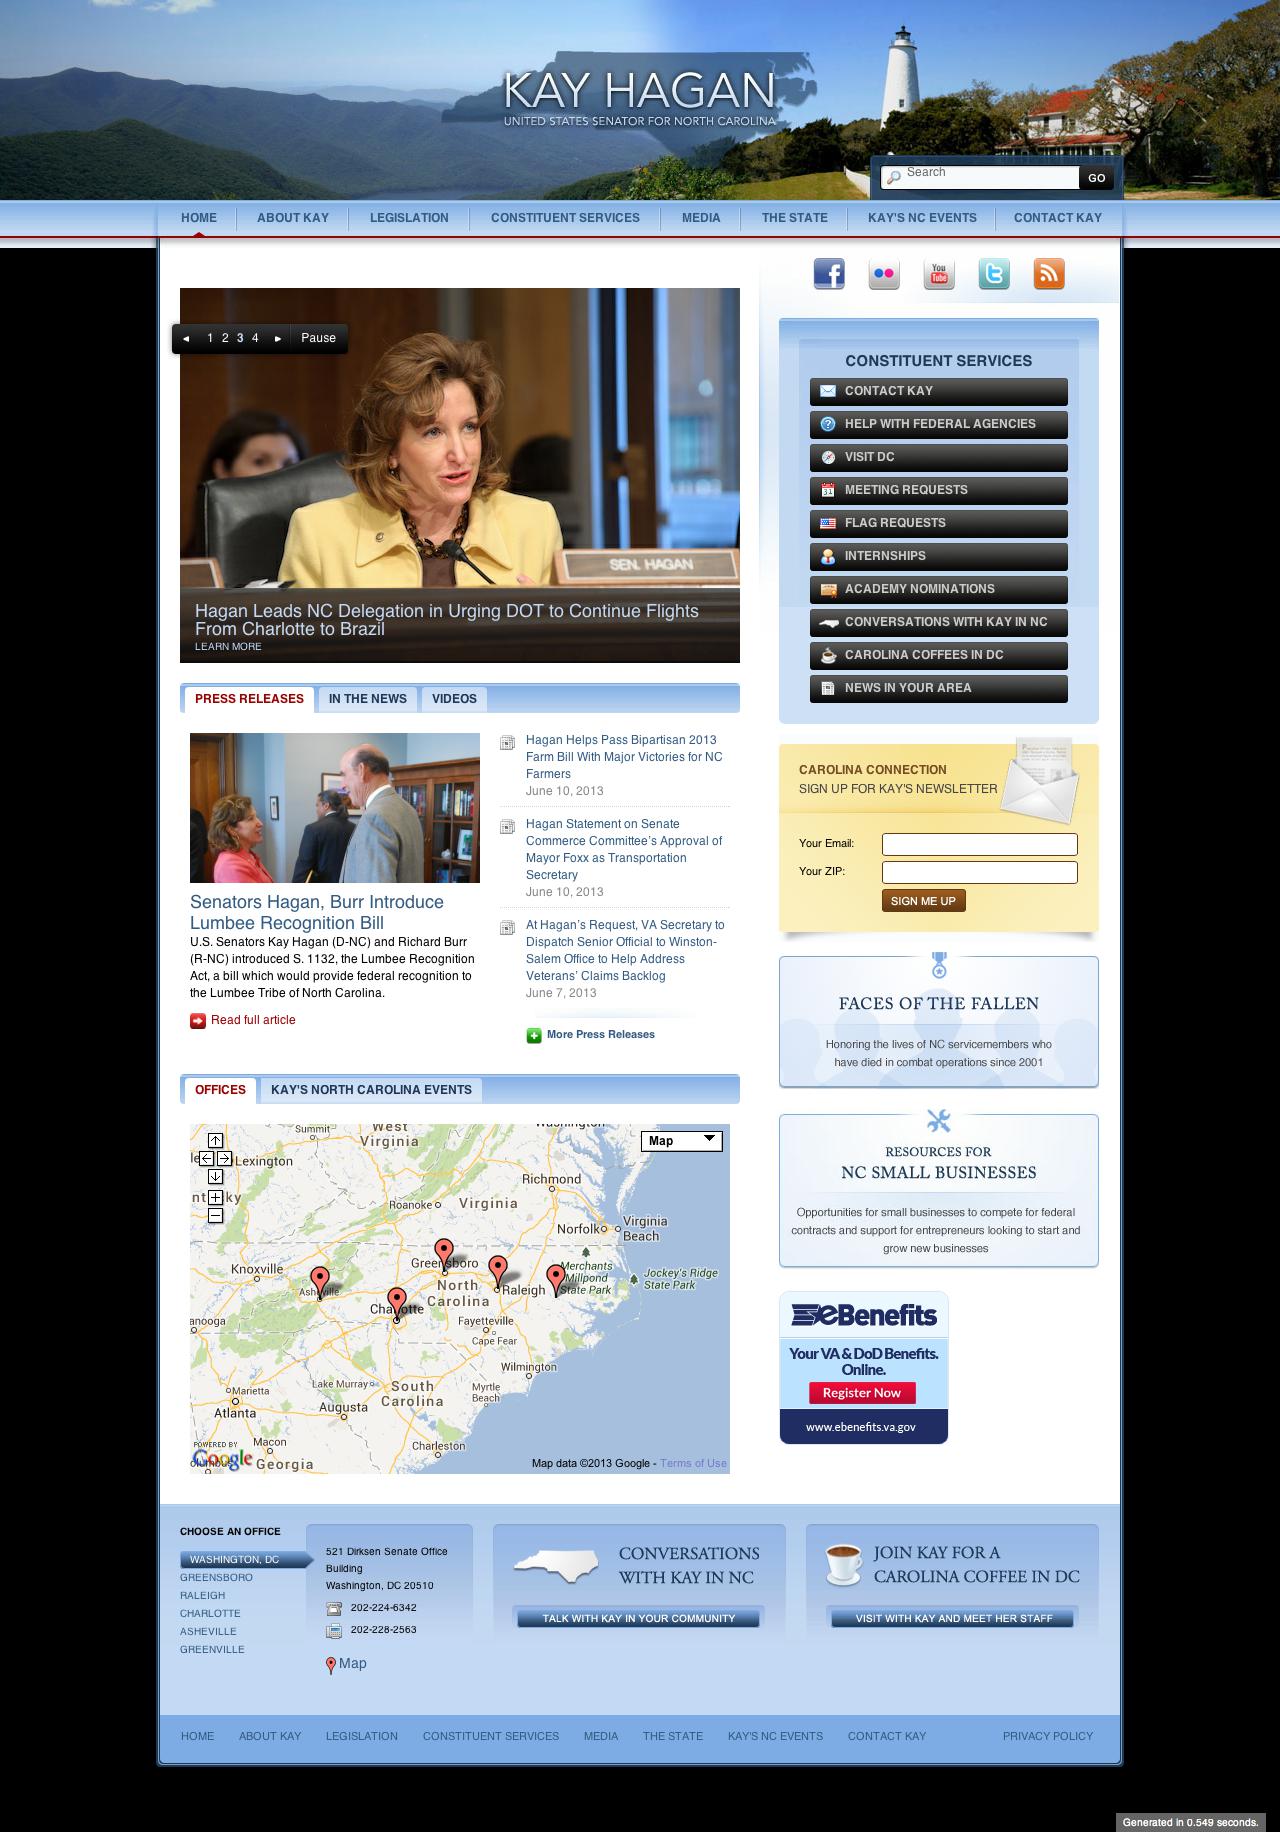 KAY HAGAN
UNITED STATES SENATOR FOR NORTH CAROLINA
Search
GO
HOME
ABOUT KAY
LEGISLATION
CONSTITUENT SERVICES
MEDIA
THE STATE
KAY'S NC EVENTS
CONTACT KAY
You
Tube
1 2 3 4
Pause
SEN. HAGAN
Hagan Leads NC Delegation in Urging DOT to Continue Flights
From Charlotte to Brazil
LEARN MORE
PRESS RELEASES
IN THE NEWS
VIDEOS
Senators Hagan, Burr Introduce
Lumbee Recognition Bill
U.S. Senators Kay Hagan (D-NC) and Richard Burr
(R-NC) introduced S. 1132, the Lumbee Recognition
Act, a bill which would provide federal recognition to
the Lumbee Tribe of North Carolina.
Read full article
Hagan Helps Pass Bipartisan 2013
Farm Bill With Major Victories for NC
Farmers
June 10, 2013
Hagan Statement on Senate
Commerce Committee’s Approval of
Mayor Foxx as Transportation
Secretary
June 10, 2013
At Hagan’s Request, VA Secretary to
Dispatch Senior Official to Winston-
Salem Office to Help Address
Veterans’ Claims Backlog
June 7, 2013
More Press Releases
OFFICES
KAY'S NORTH CAROLINA EVENTS
Map
Summit
West
Virginia
Washington
Lexington
Richmond
Roanoke
Virginia
Norfolk
Virginia
Beach
Knoxville
Greensboro
Merchants
Millpond
State Park
Jockey's Ridge
State Park
Asheville
North
Carolina
Raleigh
Charlotte
Fayetteville
Cape Fear
Wilmington
Marietta
Lake Murray
South
Carolina
Myrtle
Beach
Atlanta
Augusta
Macon
Charleston
POWERED BY
Google
Georgia
Map data ©2013 Google - Terms of Use
CONSTITUENT SERVICES
CONTACT KAY
HELP WITH FEDERAL AGENCIES
VISIT DC
31
MEETING REQUESTS
FLAG REQUESTS
INTERNSHIPS
ACADEMY NOMINATIONS
CONVERSATIONS WITH KAY IN NC
CAROLINA COFFEES IN DC
NEWS IN YOUR AREA
CAROLINA CONNECTION
SIGN UP FOR KAY'S NEWSLETTER
Your Email:
Your ZIP:
SIGN ME UP
FACES OF THE FALLEN
Honoring the lives of NC servicemembers who
have died in combat operations since 2001
RESOURCES FOR
NC SMALL BUSINESSES
Opportunities for small businesses to compete for federal
contracts and support for entrepreneurs looking to start and
grow new businesses
eBenefits
Your VA & DoD Benefits.
Online.
Register Now
www.ebenefits.va.gov
CHOOSE AN OFFICE
WASHINGTON, DC
GREENSBORO
RALEIGH
CHARLOTTE
ASHEVILLE
GREENVILLE
521 Dirksen Senate Office
Building
Washington, DC 20510
202-224-6342
202-228-2563
Map
CONVERSATIONS
WITH KAY IN NC
TALK WITH KAY IN YOUR COMMUNITY
JOIN KAY FOR A
CAROLINA COFFEE IN DC
VISIT WITH KAY AND MEET HER STAFF
HOME
ABOUT KAY
LEGISLATION
CONSTITUENT SERVICES
MEDIA
THE STATE
KAY'S NC EVENTS
CONTACT KAY
PRIVACY POLICY
Generated in 0.549 seconds.